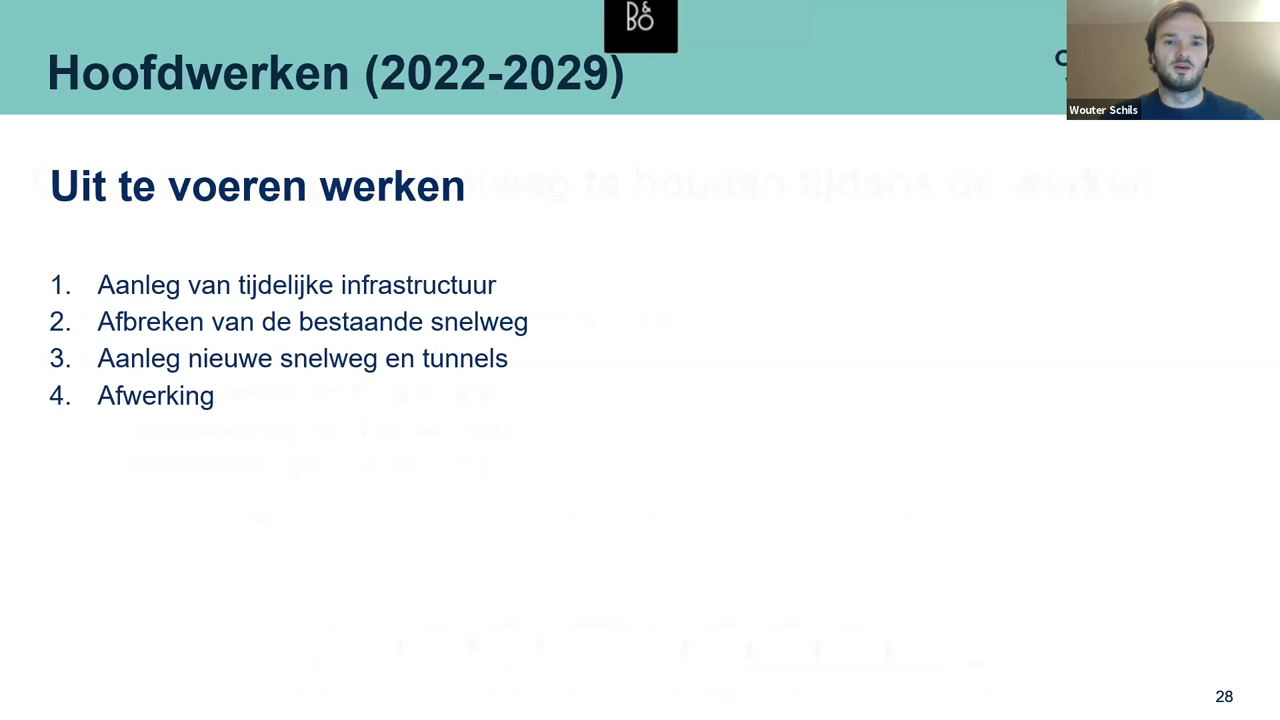 D&
BO
Hoofdwerken (2022-2029)
Wouter Schils
Uit te voeren werken
1. Aanleg van tijdelijke infrastructuur
2. Afbreken van de bestaande snelweg
3. Aanleg nieuwe snelweg en tunnels
4. Afwerking
28